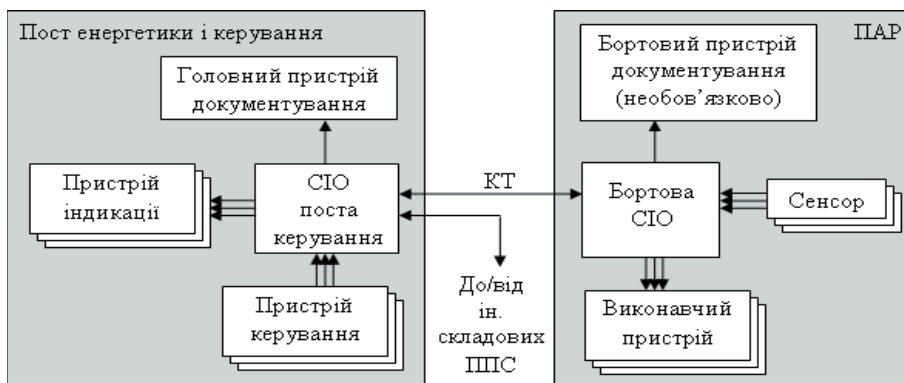 Пост енергетики і керування
Головний пристрій
документування
Пристрій
індикації
СІО
поста
керування
Пристрій
керування
КТ
До/від
ін.
складових
ППС
ПАР
Бортовий пристрій
документування
(необов’язково)
Бортова
СІО
Сенсор
Виконавчий
пристрій